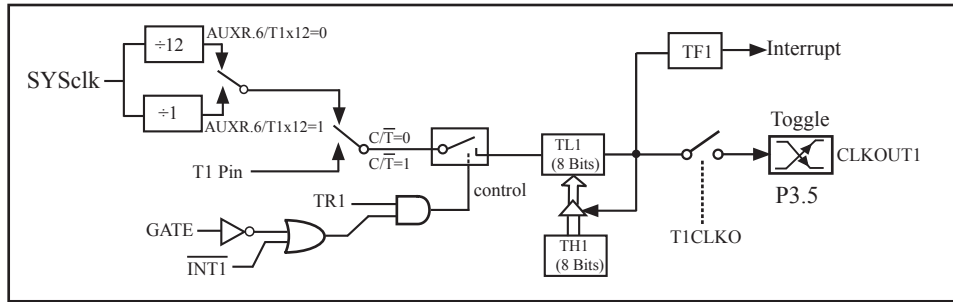 AUXR.6/T1x12=0
÷12
SYSclk
÷1
AUXR.6/T1x12=1
T1 Pin
C/T̅=0
C/T̅=1
control
TR1
GATE
I̅N̅T̅1̅
TL1
(8 Bits)
TH1
(8 Bits)
TF1
Interrupt
Toggle
CLKOUT1
P3.5
T1CLKO